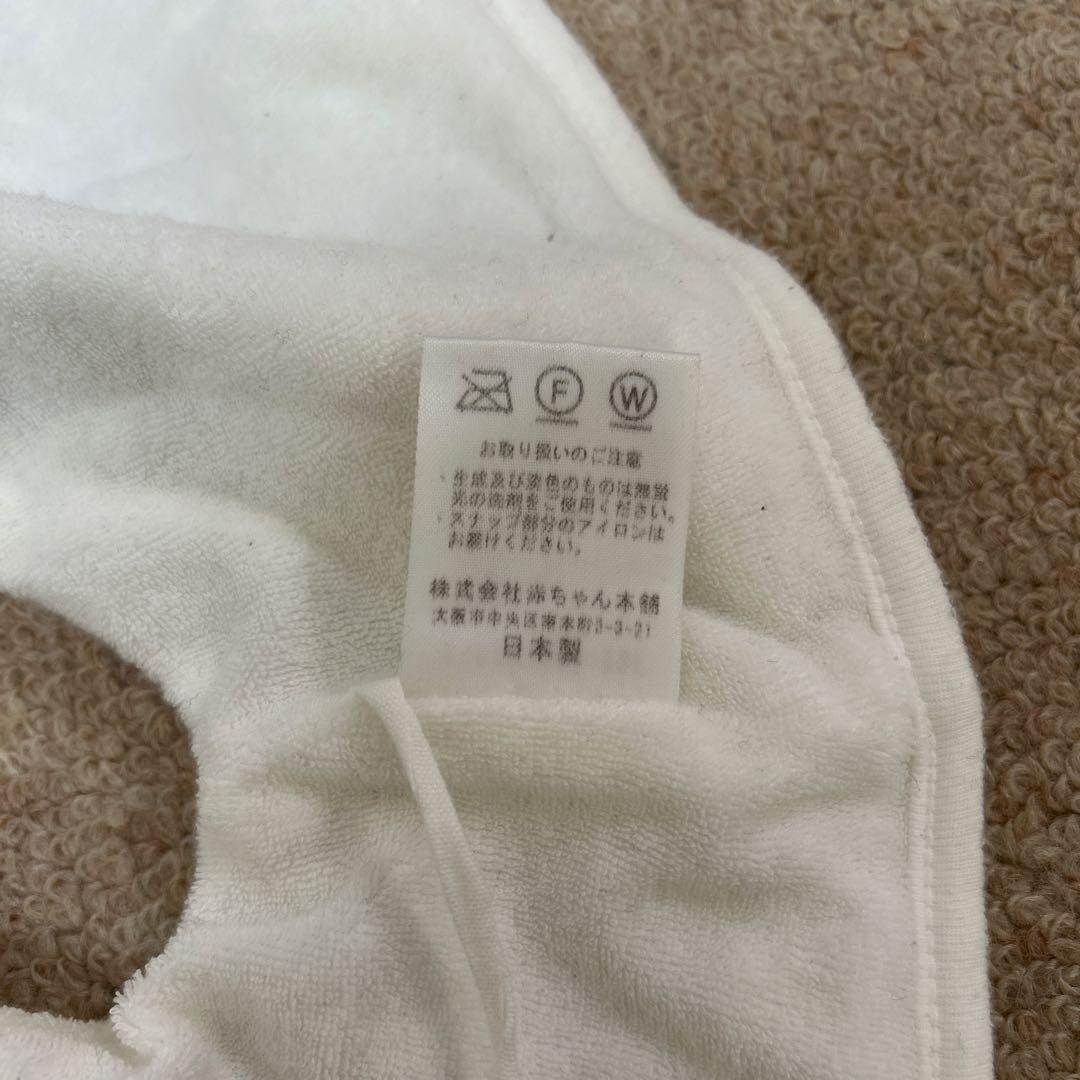 F W
お取り扱いのご注意
・生成及び淡色のものは無蛍
光の洗剤をご使用ください。
・スナップ部分のアイロンは
お避けください。
株式会社赤ちゃん本舗
大阪市中央区南本町3-3-21
日本製